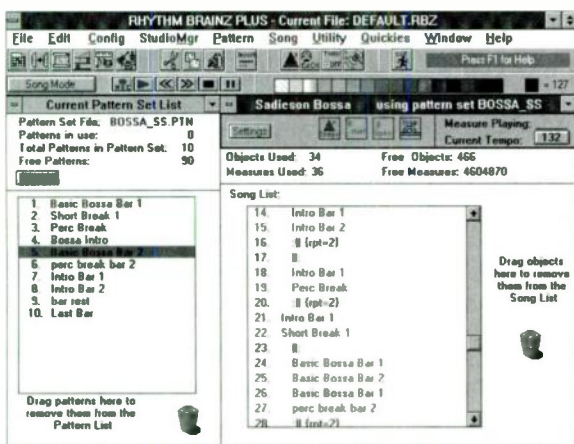 RHYTHM BRAINZ PLUS - Current File: DEFAULT.RBZ
File Edit Config StudioMgr Pattern Song Utility Quickies Window Help
Press F1 for Help
Song Mode
= 127
Current Pattern Set List
Pattern Set File: BOSSA_SS.PTN
Patterns in use: 0
Total Patterns in Pattern Set: 10
Free Patterns: 90
1. Basic Bossa Bar 1
2. Short Break 1
3. Perc Break
4. Bossa Intro
5. Basic Bossa Bar 2
6. perc break bar 2
7. Intro Bar 1
8. Intro Bar 2
9. bar rest
10. Last Bar
Drag patterns here to
remove them from the
Pattern List
Sadieson Bossa using pattern set BOSSA_SS
Settings
Measure Playing:
Current Tempo: 132
Objects Used: 34 Free Objects: 466
Measures Used: 36 Free Measures: 4604870
Song List:
14. Intro Bar 1
15. Intro Bar 2
16. :|| (rpt=2)
17. ||:
18. Intro Bar 1
19. Perc Break
20. :|| (rpt=2)
21. Intro Bar 1
22. Short Break 1
23. ||:
24. Basic Bossa Bar 1
25. Basic Bossa Bar 2
26. Basic Bossa Bar 1
27. perc break bar 2
28. :|| (rpt=2)
Drag objects
here to remove
them from the
Song List